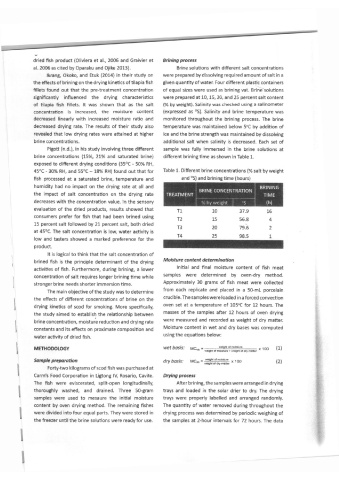 dried fish product (Oliveira et al., 2006 and Graivier et
al. 2006 as cited by Oparaku and Ojike 2013).
Iluang, Okoko, and Etuk (2014) in their study on
the effects of brining on the drying kinetics of tilapia fish
fillets found out that the pre-treatment concentration
significantly influenced the drying characteristics
of tilapia fish fillets. It was shown that as the salt
concentration is increased, the moisture content
decreased linearly with increased moisture ratio and
decreased drying rate. The results of their study also
revealed that low drying rates were attained at higher
brine concentrations.
Pigott (n.d.), in his study involving three different
brine concentrations (15%, 21% and saturated brine)
exposed to different drying conditions (35°C - 30% RH,
45°C - 30% RH, and 55°C – 18% RH) found out that for
fish processed at a saturated brine, temperature and
humidity had no impact on the drying rate at all and
the impact of salt concentration on the drying rate
decreases with the concentration value. In the sensory
evaluation of the dried products, results showed that
consumers prefer for fish that had been brined using
15 percent salt followed by 21 percent salt, both dried
at 45°C. The salt concentration is low, water activity is
low and tasters showed a marked preference for the
product.
It is logical to think that the salt concentration of
brined fish is the principle determinant of the drying
activities of fish. Furthermore, during brining, a lower
concentration of salt requires longer brining time while
stronger brine needs shorter immersion time.
The main objective of the study was to determine
the effects of different concentrations of brine on the
drying kinetics of scad for smoking. More specifically,
the study aimed to establish the relationship between
brine concentration, moisture reduction and drying rate
constants and its effects on proximate composition and
water activity of dried fish.
METHODOLOGY
Sample preparation
Forty-two kilograms of scad fish was purchased at
Carmi's Food Corporation in Ligtong IV, Rosario, Cavite.
The fish were eviscerated, split-open longitudinally,
thoroughly washed, and drained. Three 50-gram
samples were used to measure the initial moisture
content by oven drying method. The remaining fishes
were divided into four equal parts. They were stored in
the freezer until the brine solutions were ready for use.
Brining process
Brine solutions with different salt concentrations
were prepared by dissolving required amount of salt in a
given quantity of water. Four different plastic containers
of equal sizes were used as brining vat. Brine solutions
were prepared at 10, 15, 20, and 25 percent salt content
(% by weight). Salinity was checked using a salinometer
(expressed as °S). Salinity and brine temperature was
monitored throughout the brining process. The brine
temperature was maintained below 5°C by addition of
ice and the brine strength was maintained by dissolving
additional salt when salinity is decreased. Each set of
sample was fully immersed in the brine solutions at
different brining time as shown in Table 1.
Table 1. Different brine concentrations (% salt by weight
and °S) and brining time (hours)
TREATMENT BRINE CONCENTRATION BRINING TIME
% by weight °S (h)
T1 10 37.9 16
T2 15 56.8 4
T3 20 79.6 2
T4 25 98.5 1
Moisture content determination
Initial and final moisture content of fish meat
samples were determined by oven-dry method.
Approximately 30 grams of fish meat were collected
from each replicate and placed in a 50-mL porcelain
crucible. The samples were loaded in a forced convection
oven set at a temperature of 105°C for 12 hours. The
masses of the samples after 12 hours of oven drying
were measured and recorded as weight of dry matter.
Moisture content in wet and dry bases was computed
using the equations below:
wet basis: = weight of moisture / weight of moisture + weight of dry matter x 100 (1)
dry basis: = weight of moisture / weight of dry matter x 100 (2)
Drying process
After brining, the samples were arranged in drying
trays and loaded in the solar drier to dry. The drying
trays were properly labelled and arranged randomly.
The quantity of water removed during throughout the
drying process was determined by periodic weighing of
the samples at 2-hour intervals for 72 hours. The data